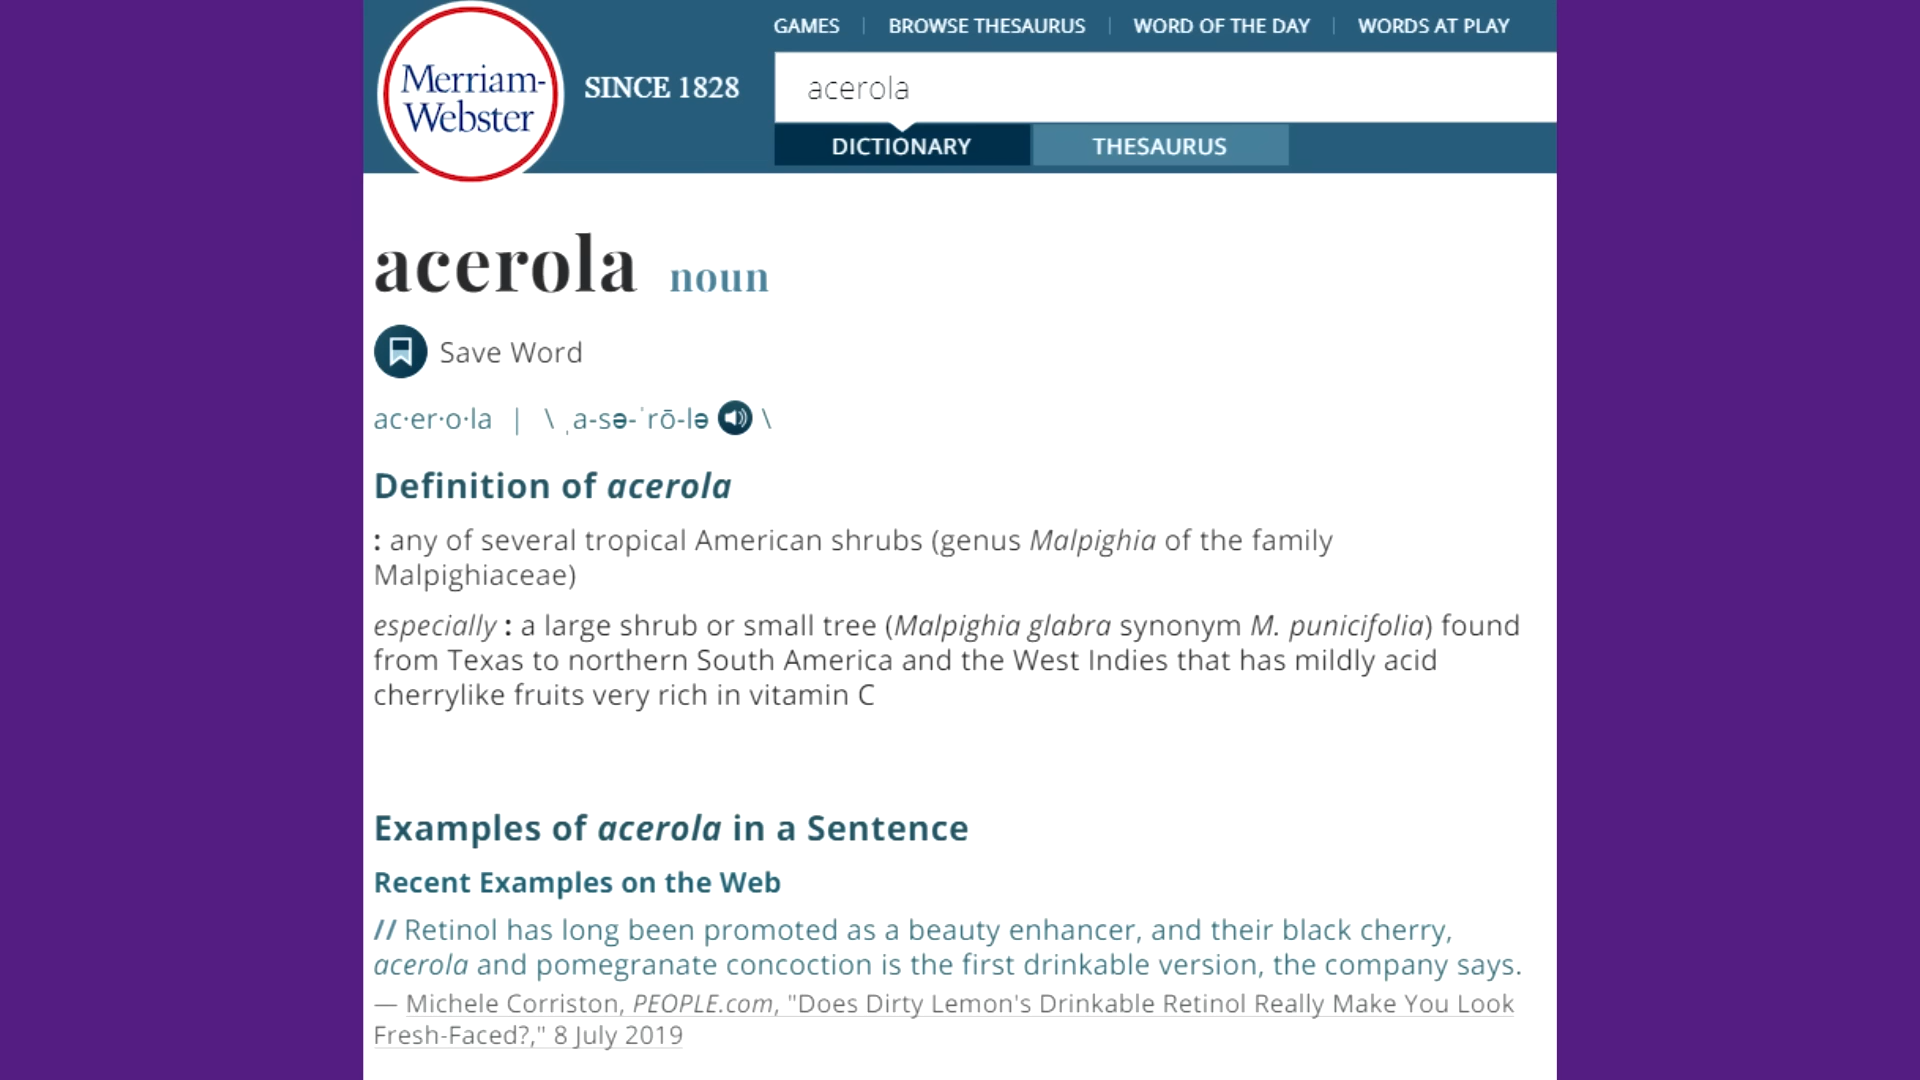 GAMES | BROWSE THESAURUS | WORD OF THE DAY | WORDS AT PLAY
Merriam-
Webster
SINCE 1828
acerola
DICTIONARY
THESAURUS
acerola noun
Save Word
ac·er·o·la | \ ˌa-sə-ˈrō-lə \
Definition of acerola
: any of several tropical American shrubs (genus Malpighia of the family
Malpighiaceae)
especially : a large shrub or small tree (Malpighia glabra synonym M. punicifolia) found
from Texas to northern South America and the West Indies that has mildly acid
cherrylike fruits very rich in vitamin C
Examples of acerola in a Sentence
Recent Examples on the Web
// Retinol has long been promoted as a beauty enhancer, and their black cherry,
acerola and pomegranate concoction is the first drinkable version, the company says.
— Michele Corriston, PEOPLE.com, "Does Dirty Lemon's Drinkable Retinol Really Make You Look
Fresh-Faced?," 8 July 2019